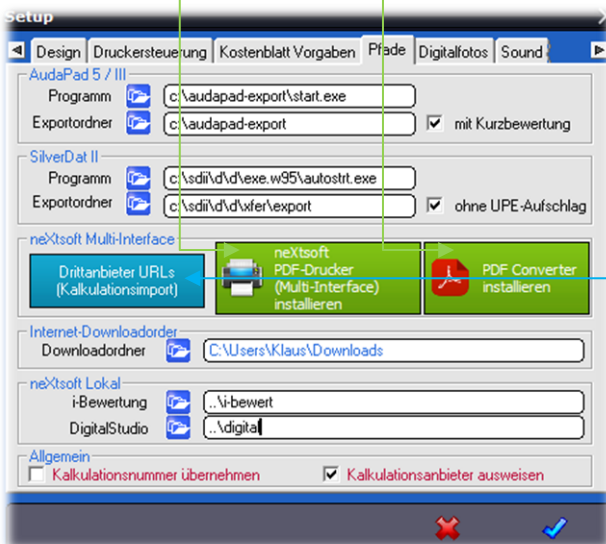 Setup
Design Druckersteuerung Kostenblatt Vorgaben Pfade Digitalfotos Sound
AudaPad 5 / III
Programm c:\audapad-export\start.exe
Exportordner c:\audapad-export mit Kurzbewertung
SilverDat II
Programm c:\sdii\d\d\exe.w95\autostrt.exe
Exportordner c:\sdii\d\d\xfer\export ohne UPE-Aufschlag
neXtsoft Multi-Interface
Drittanbieter URLs
(Kalkulationsimport)
neXtsoft
PDF-Drucker
(Multi-Interface)
installieren
PDF Converter
installieren
Internet-Downloadorder
Downloadordner C:\Users\Klaus\Downloads
neXtsoft Lokal
i-Bewertung ..\i-bewert
DigitalStudio ..\digital
Allgemein
Kalkulationsnummer übernehmen Kalkulationsanbieter ausweisen